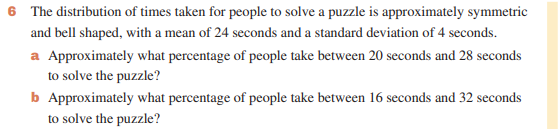 6 The distribution of times taken for people to solve a puzzle is approximately symmetric
and bell shaped, with a mean of 24 seconds and a standard deviation of 4 seconds.
a Approximately what percentage of people take between 20 seconds and 28 seconds
to solve the puzzle?
b Approximately what percentage of people take between 16 seconds and 32 seconds
to solve the puzzle?